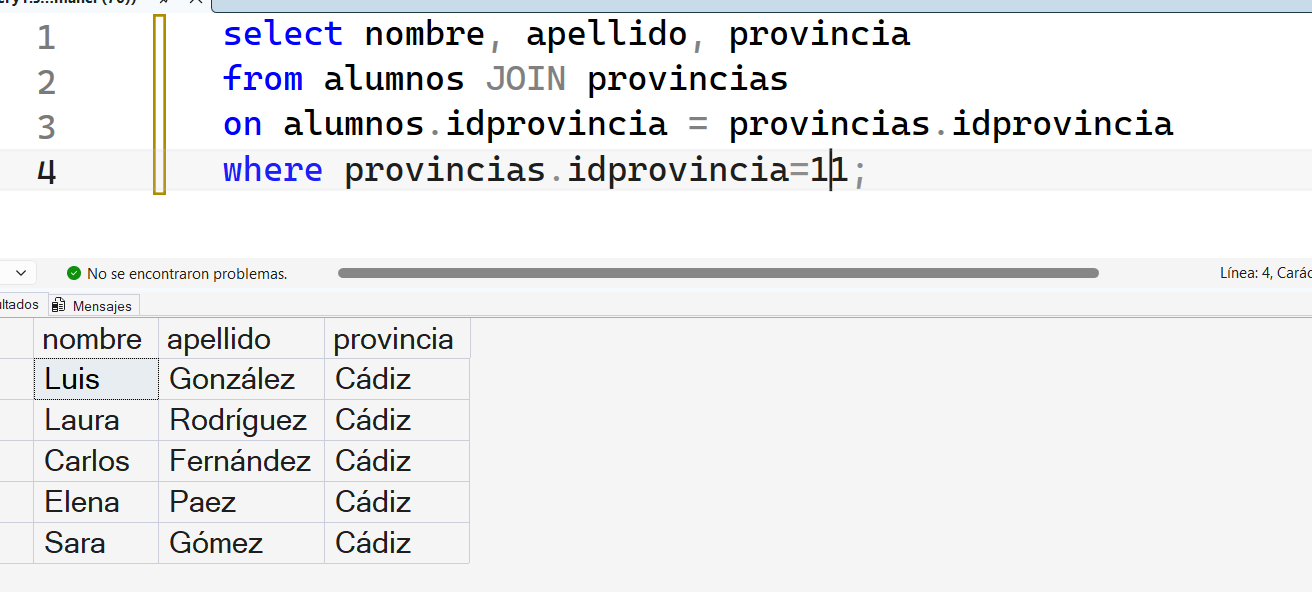 1 select nombre, apellido, provincia
2 from alumnos JOIN provincias
3 on alumnos.idprovincia = provincias.idprovincia
4 where provincias.idprovincia=11;
No se encontraron problemas. Línea: 4,
Mensajes
nombre apellido provincia
Luis González Cádiz
Laura Rodríguez Cádiz
Carlos Fernández Cádiz
Elena Paez Cádiz
Sara Gómez Cádiz